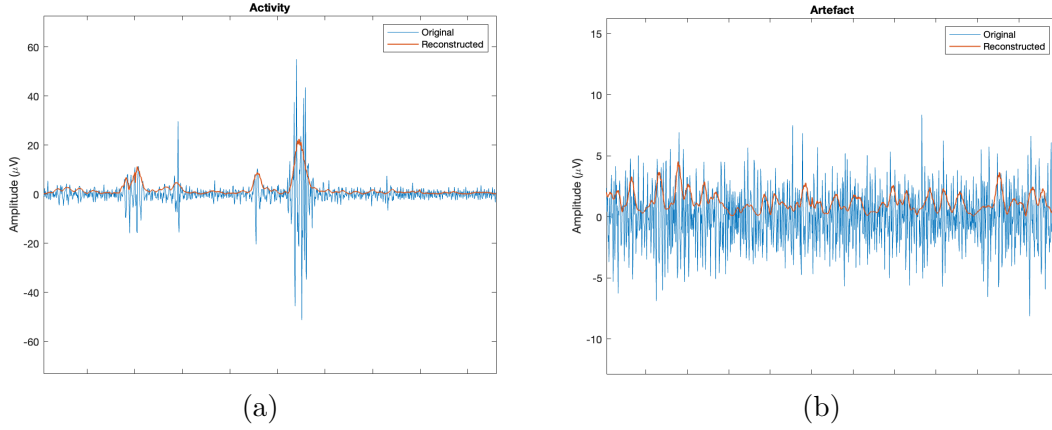 Activity
Original
Reconstructed
Amplitude (μV)
60
40
20
0
-20
-40
-60
(a)
Artefact
Original
Reconstructed
Amplitude (μV)
15
10
5
0
-5
-10
(b)